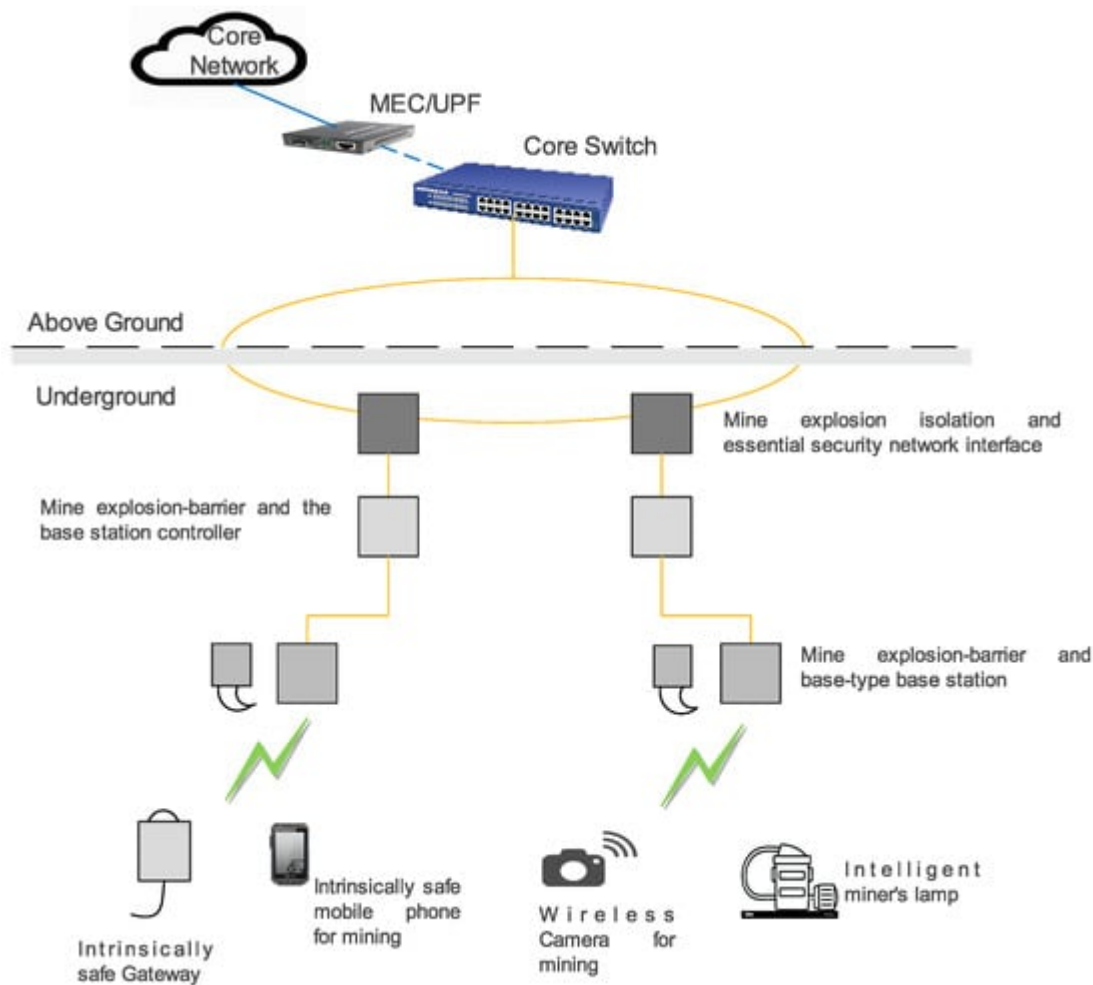 Core
Network
MEC/UPF
Core Switch
Above Ground
Underground
Mine explosion isolation and
essential security network interface
Mine explosion-barrier and the
base station controller
Mine explosion-barrier and
base-type base station
Intrinsically
safe Gateway
Intrinsically safe
mobile phone
for mining
Wireless
Camera for
mining
Intelligent
miner's lamp